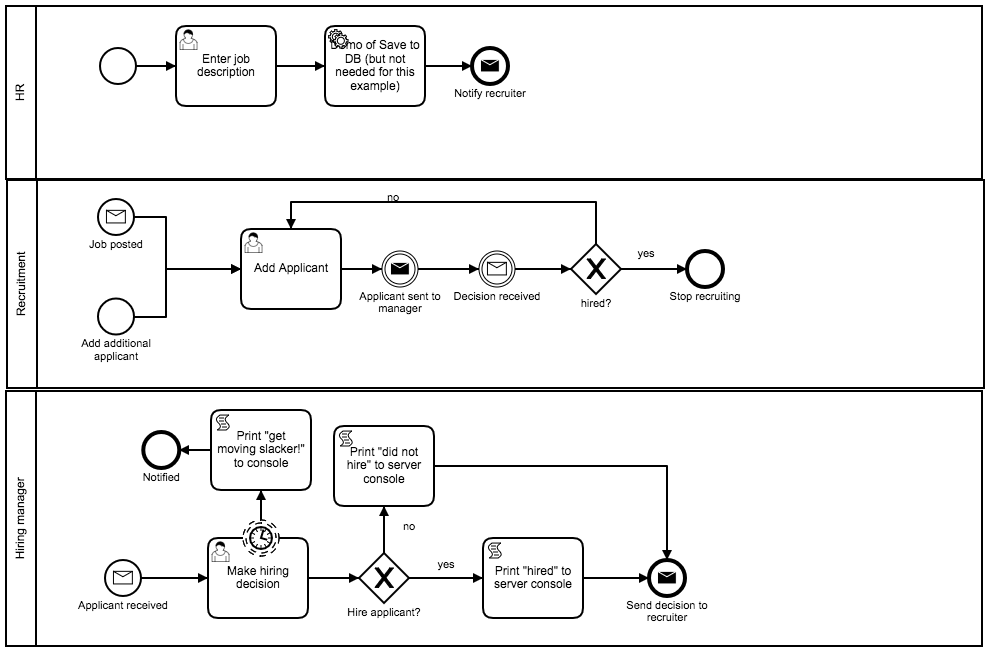 HR
Enter job
description
Demo of Save to
DB (but not
needed for this
example)
Notify recruiter
Recruitment
Job posted
Add additional
applicant
Add Applicant
no
Applicant sent to
manager
Decision received
hired?
yes
Stop recruiting
Hiring manager
Notified
Print "get
moving slacker!"
to console
Print "did not
hire" to server
console
no
Applicant received
Make hiring
decision
Hire applicant?
yes
Print "hired" to
server console
Send decision to
recruiter